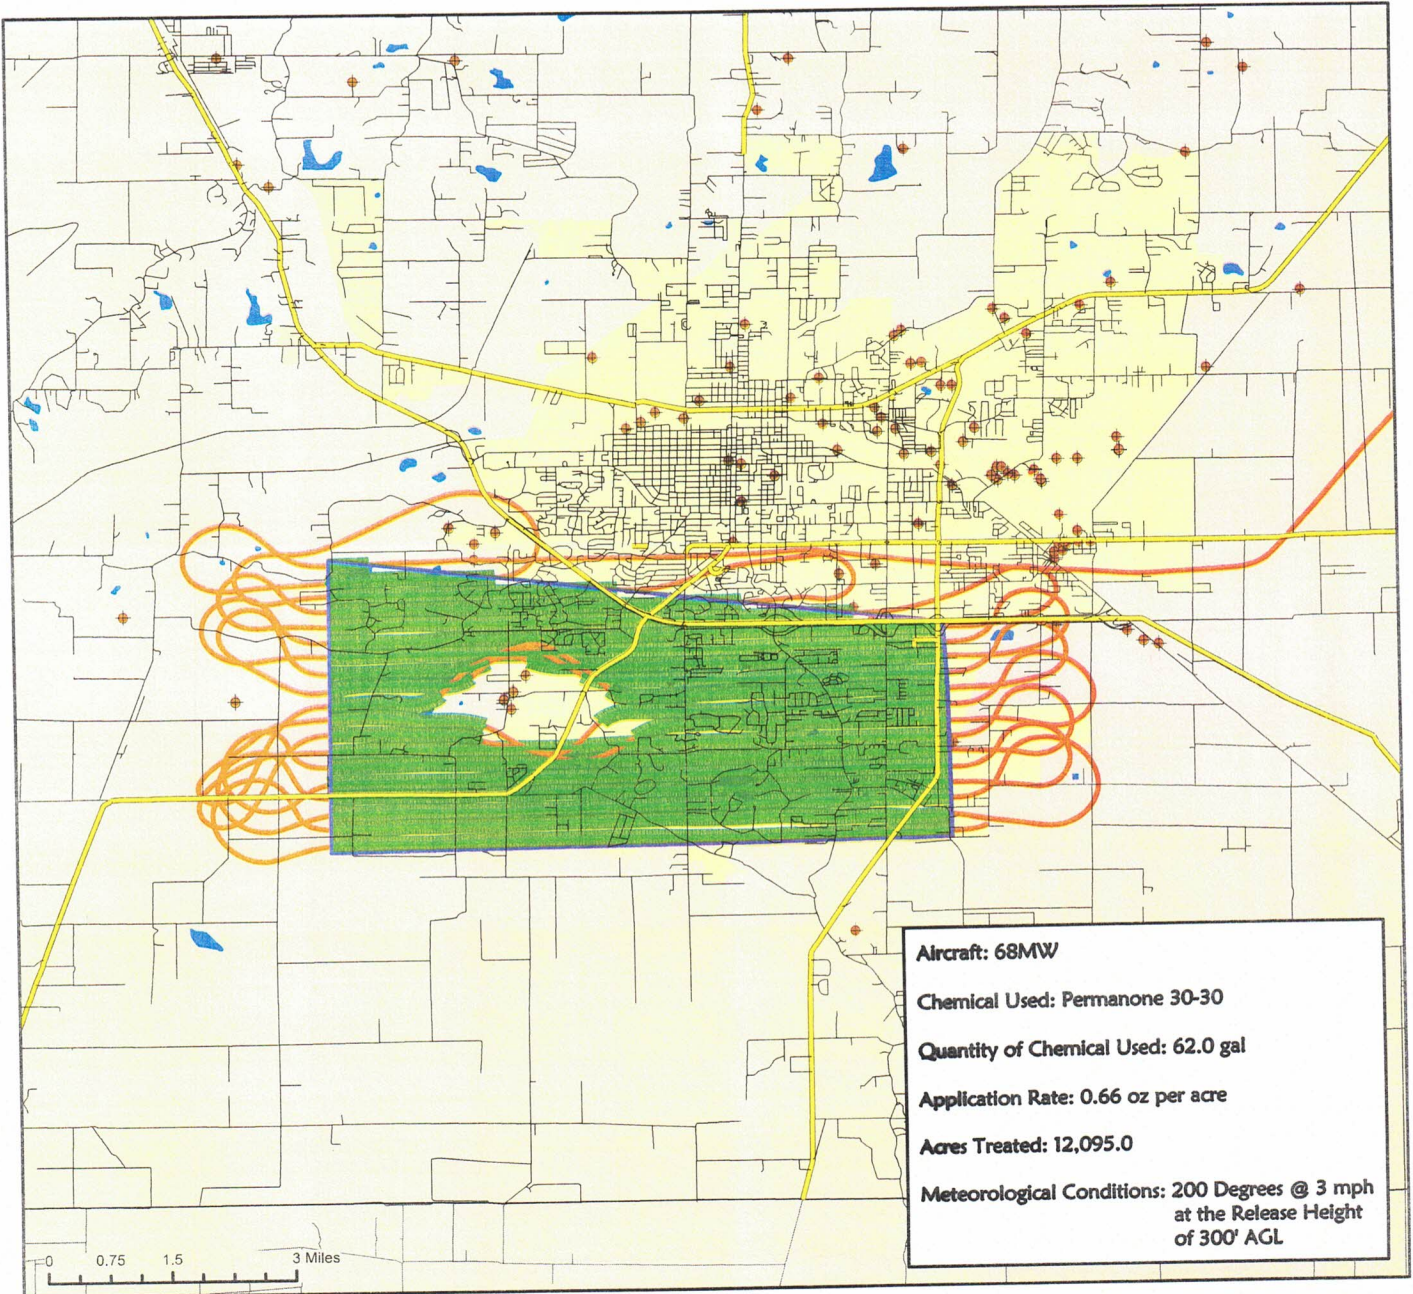 Aircraft: 68MW
Chemical Used: Permanone 30-30
Quantity of Chemical Used: 62.0 gal
Application Rate: 0.66 oz per acre
Acres Treated: 12,095.0
Meteorological Conditions: 200 Degrees @ 3 mph
at the Release Height
of 300' AGL
0 0.75 1.5 3 Miles